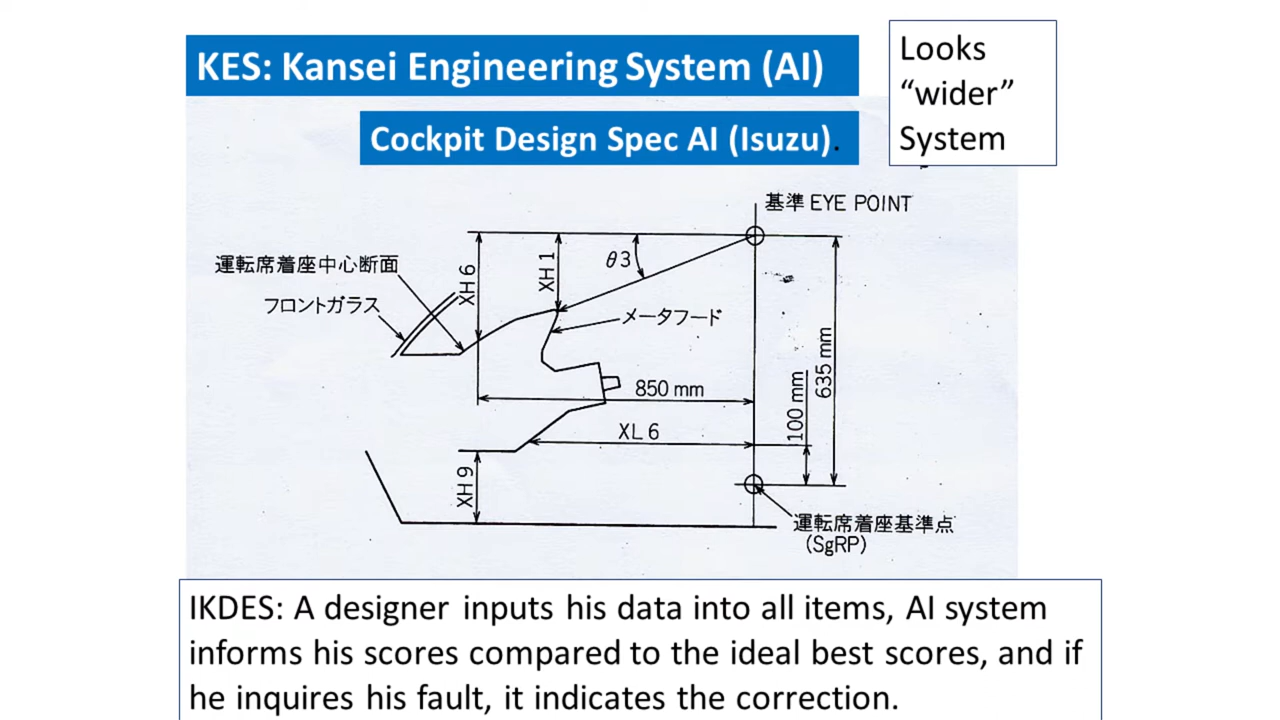 KES: Kansei Engineering System (AI)
Looks
“wider”
System
Cockpit Design Spec AI (Isuzu).
基準 EYE POINT
運転席着座中心断面
フロントガラス
XH 6
XH 1
θ3
メータフード
850 mm
635 mm
100 mm
XL 6
XH 9
運転席着座基準点
(SgRP)
IKDES: A designer inputs his data into all items, AI system
informs his scores compared to the ideal best scores, and if
he inquires his fault, it indicates the correction.